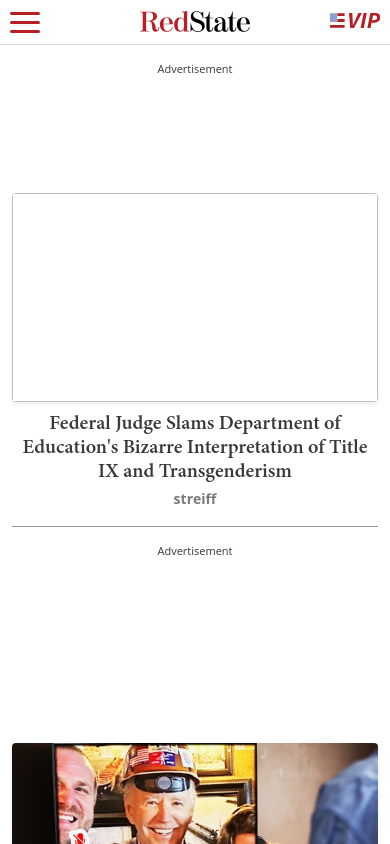 RedState
VIP
Advertisement
Federal Judge Slams Department of
Education's Bizarre Interpretation of Title
IX and Transgenderism
streiff
Advertisement